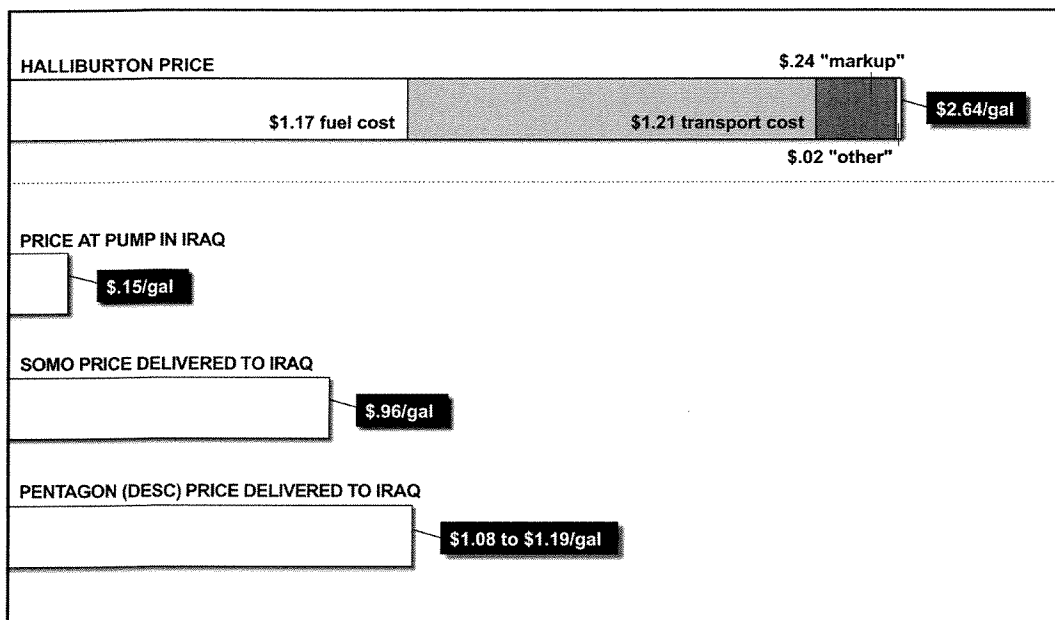 HALLIBURTON PRICE
$.24 "markup"
$1.17 fuel cost
$1.21 transport cost
$2.64/gal
$.02 "other"
PRICE AT PUMP IN IRAQ
$.15/gal
SOMO PRICE DELIVERED TO IRAQ
$.96/gal
PENTAGON (DESC) PRICE DELIVERED TO IRAQ
$1.08 to $1.19/gal